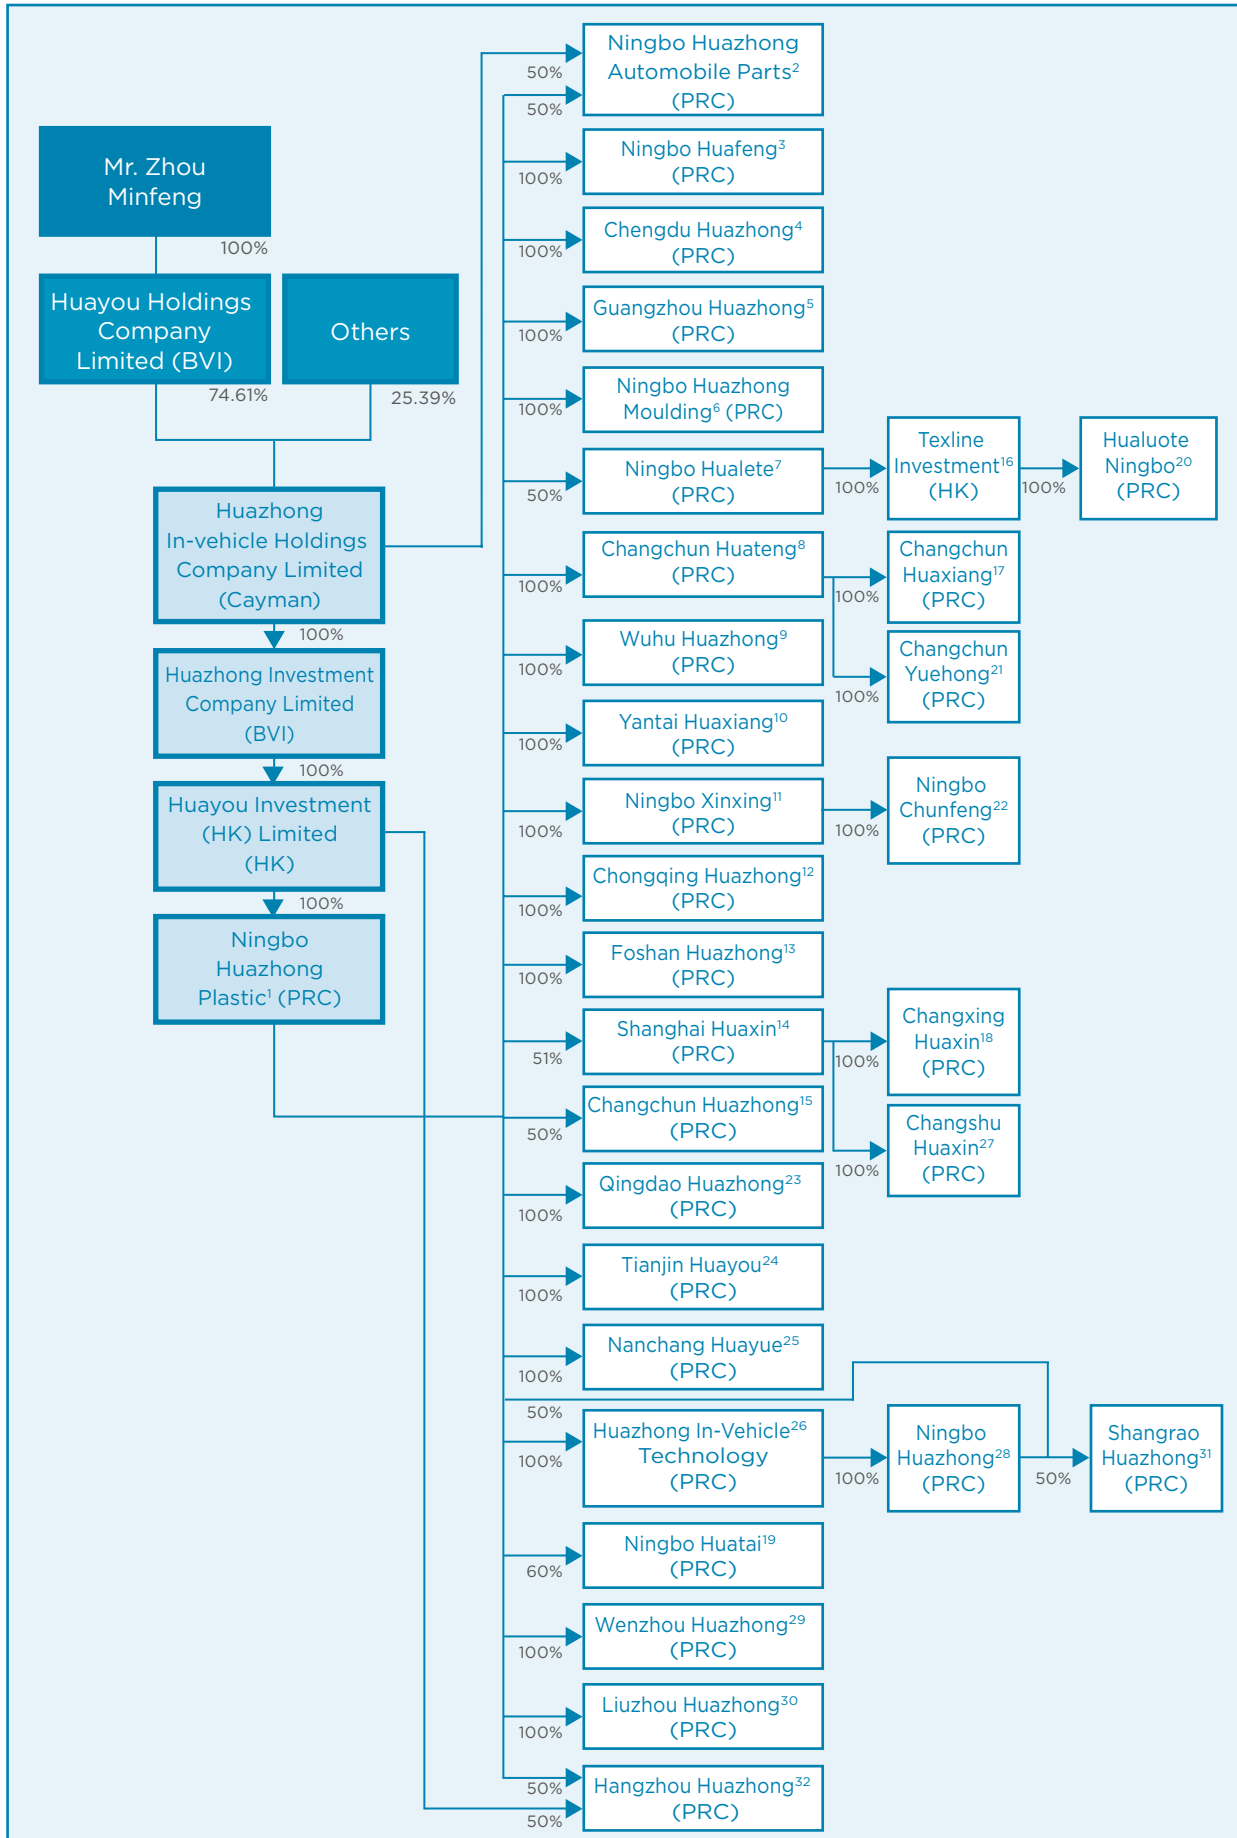 Mr. Zhou
Minfeng
100%
Huayou Holdings
Company
Limited (BVI)
74.61%
Others
25.39%
Huazhong
In-vehicle Holdings
Company Limited
(Cayman)
100%
Huazhong Investment
Company Limited
(BVI)
100%
Huayou Investment
(HK) Limited
(HK)
100%
Ningbo
Huazhong
Plastic¹ (PRC)
50%
50%
Ningbo Huazhong
Automobile Parts²
(PRC)
100%
Ningbo Huafeng³
(PRC)
100%
Chengdu Huazhong⁴
(PRC)
100%
Guangzhou Huazhong⁵
(PRC)
100%
Ningbo Huazhong
Moulding⁶ (PRC)
50%
Ningbo Hualete⁷
(PRC)
100%
Texline
Investment¹⁶
(HK)
100%
Hualuote
Ningbo²⁰
(PRC)
100%
Changchun Huateng⁸
(PRC)
100%
Changchun
Huaxiang¹⁷
(PRC)
100%
Changchun
Yuehong²¹
(PRC)
100%
Wuhu Huazhong⁹
(PRC)
100%
Yantai Huaxiang¹⁰
(PRC)
100%
Ningbo Xinxing¹¹
(PRC)
100%
Ningbo
Chunfeng²²
(PRC)
100%
Chongqing Huazhong¹²
(PRC)
100%
Foshan Huazhong¹³
(PRC)
51%
Shanghai Huaxin¹⁴
(PRC)
100%
Changxing
Huaxin¹⁸
(PRC)
100%
Changshu
Huaxin²⁷
(PRC)
50%
Changchun Huazhong¹⁵
(PRC)
100%
Qingdao Huazhong²³
(PRC)
100%
Tianjin Huayou²⁴
(PRC)
100%
Nanchang Huayue²⁵
(PRC)
50%
100%
Huazhong In-Vehicle²⁶
Technology
(PRC)
100%
Ningbo
Huazhong²⁸
(PRC)
50%
Shangrao
Huazhong³¹
(PRC)
60%
Ningbo Huatai¹⁹
(PRC)
100%
Wenzhou Huazhong²⁹
(PRC)
100%
Liuzhou Huazhong³⁰
(PRC)
50%
50%
Hangzhou Huazhong³²
(PRC)